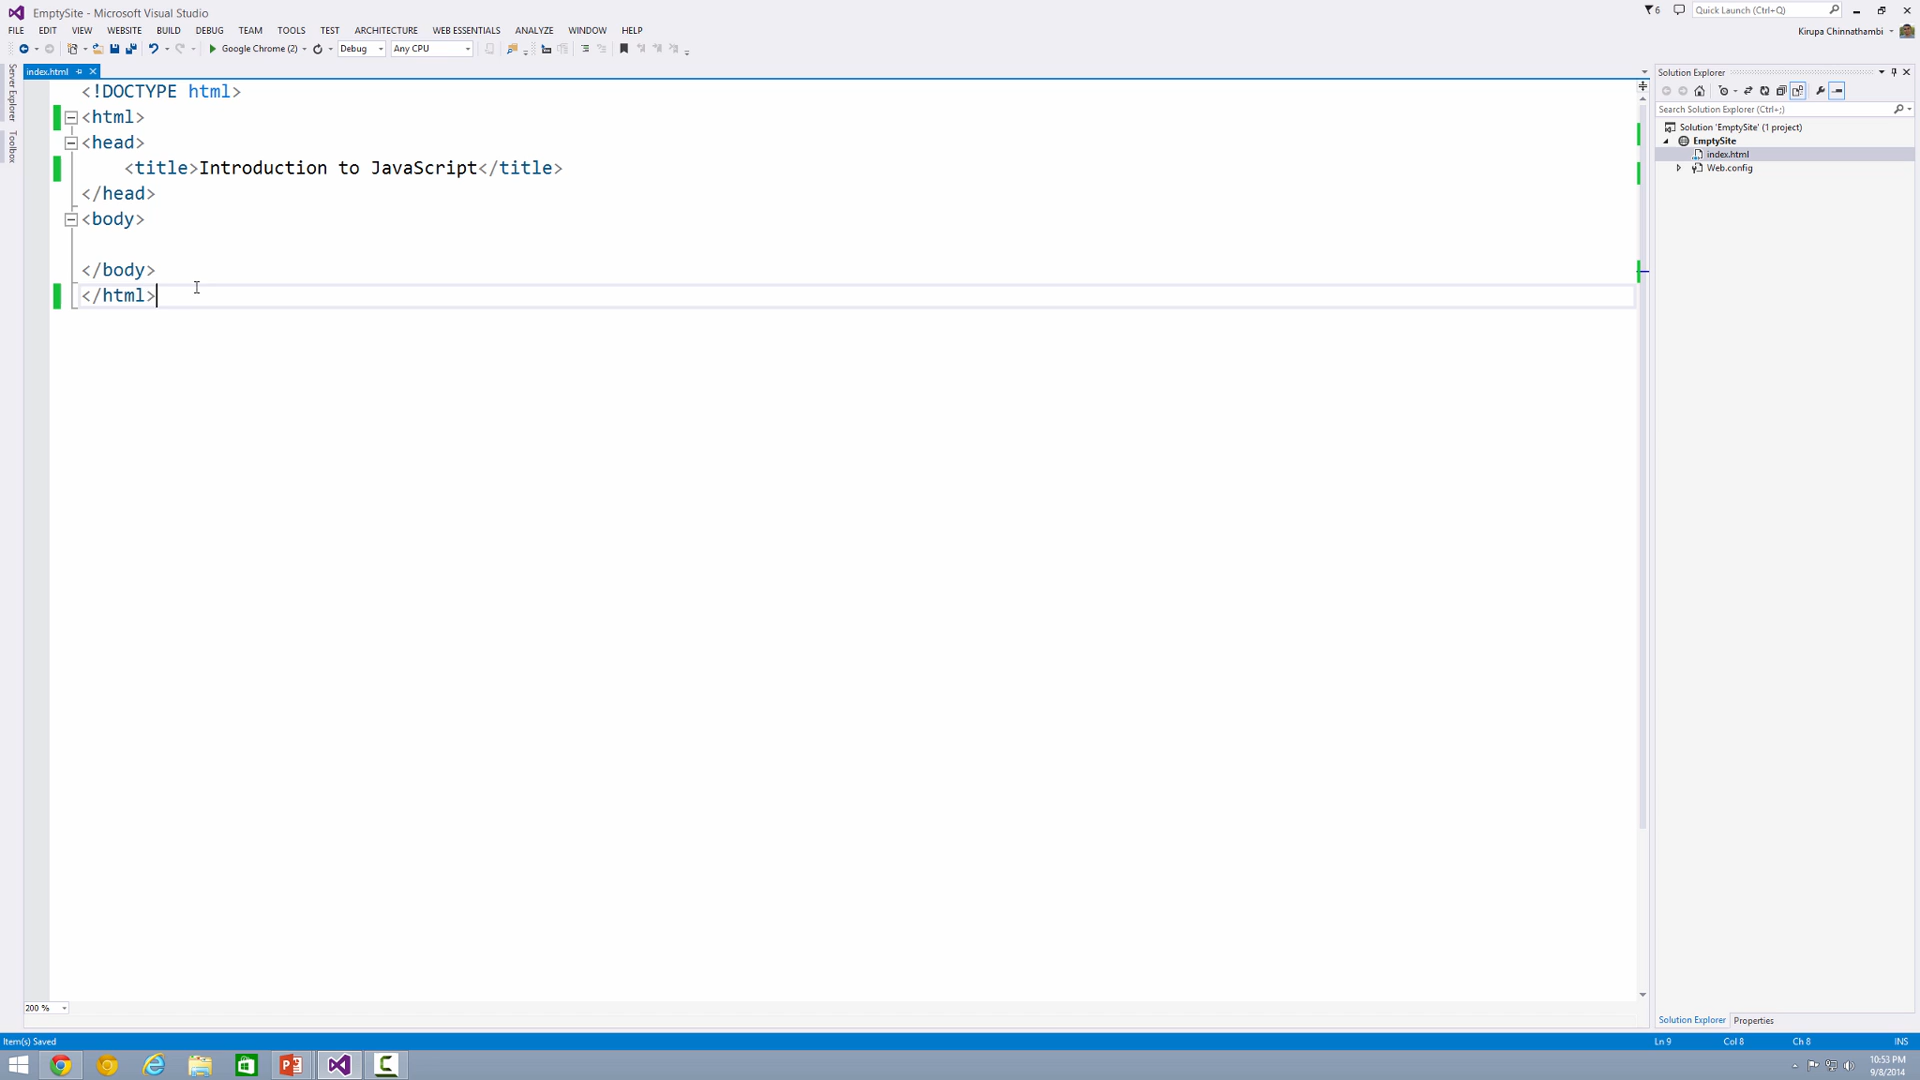 EmptySite - Microsoft Visual Studio
6 Quick Launch (Ctrl+Q)
FILE EDIT VIEW WEBSITE BUILD DEBUG TEAM TOOLS TEST ARCHITECTURE WEB ESSENTIALS ANALYZE WINDOW HELP
Kirupa Chinnathambi
Google Chrome (2) Debug Any CPU
Server Explorer
Toolbox
index.html
<!DOCTYPE html>
<html>
<head>
<title>Introduction to JavaScript</title>
</head>
<body>
</body>
</html>
Solution Explorer
Search Solution Explorer (Ctrl+;)
Solution 'EmptySite' (1 project)
EmptySite
index.html
Web.config
200 %
Solution Explorer Properties
Item(s) Saved
Ln 9 Col 8 Ch 8 INS
10:53 PM
9/8/2014